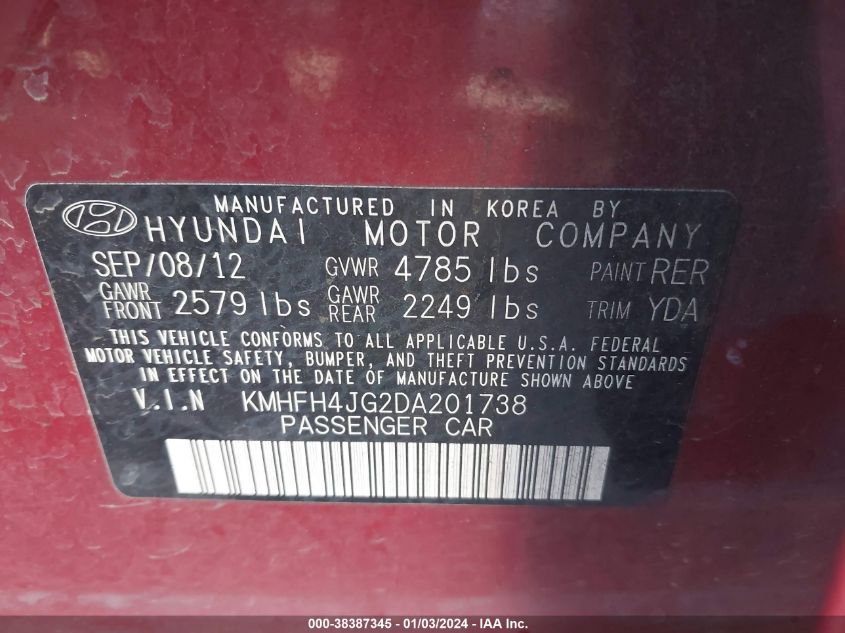 MANUFACTURED IN KOREA BY
HYUNDAI MOTOR COMPANY
SEP/08/12 GVWR 4785 lbs PAINT RER
GAWR FRONT 2579 lbs GAWR REAR 2249 lbs TRIM YDA
THIS VEHICLE CONFORMS TO ALL APPLICABLE U.S.A. FEDERAL
MOTOR VEHICLE SAFETY, BUMPER, AND THEFT PREVENTION STANDARDS
IN EFFECT ON THE DATE OF MANUFACTURE SHOWN ABOVE
V.I.N KMHFH4JG2DA201738
PASSENGER CAR
000-38387345 - 01/03/2024 - IAA Inc.